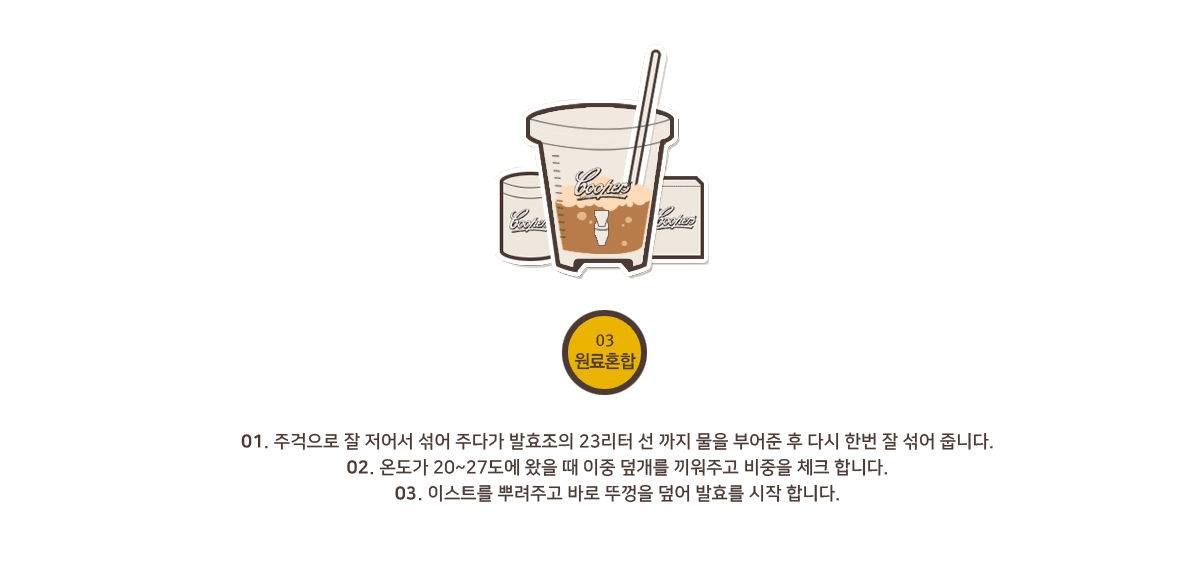 Coopers
Coopers
Coopers
03
원료혼합
01. 주걱으로 잘 저어서 섞어 주다가 발효조의 23리터 선 까지 물을 부어준 후 다시 한번 잘 섞어 줍니다.
02. 온도가 20~27도에 왔을 때 이중 덮개를 끼워주고 비중을 체크 합니다.
03. 이스트를 뿌려주고 바로 뚜껑을 덮어 발효를 시작 합니다.